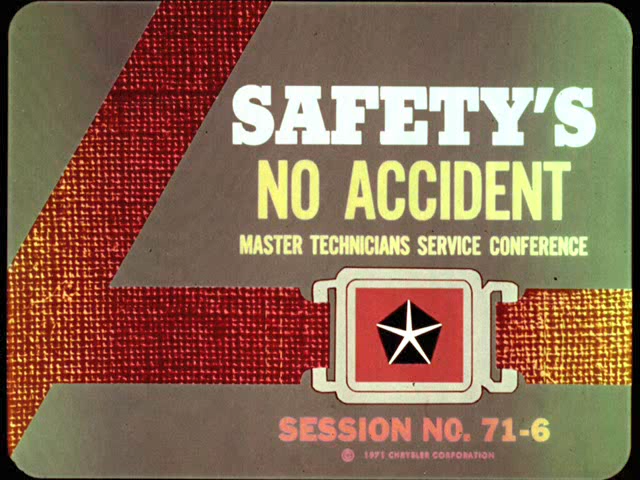 SAFETY'S
NO ACCIDENT
MASTER TECHNICIANS SERVICE CONFERENCE
SESSION NO. 71-6
© 1971 CHRYSLER CORPORATION